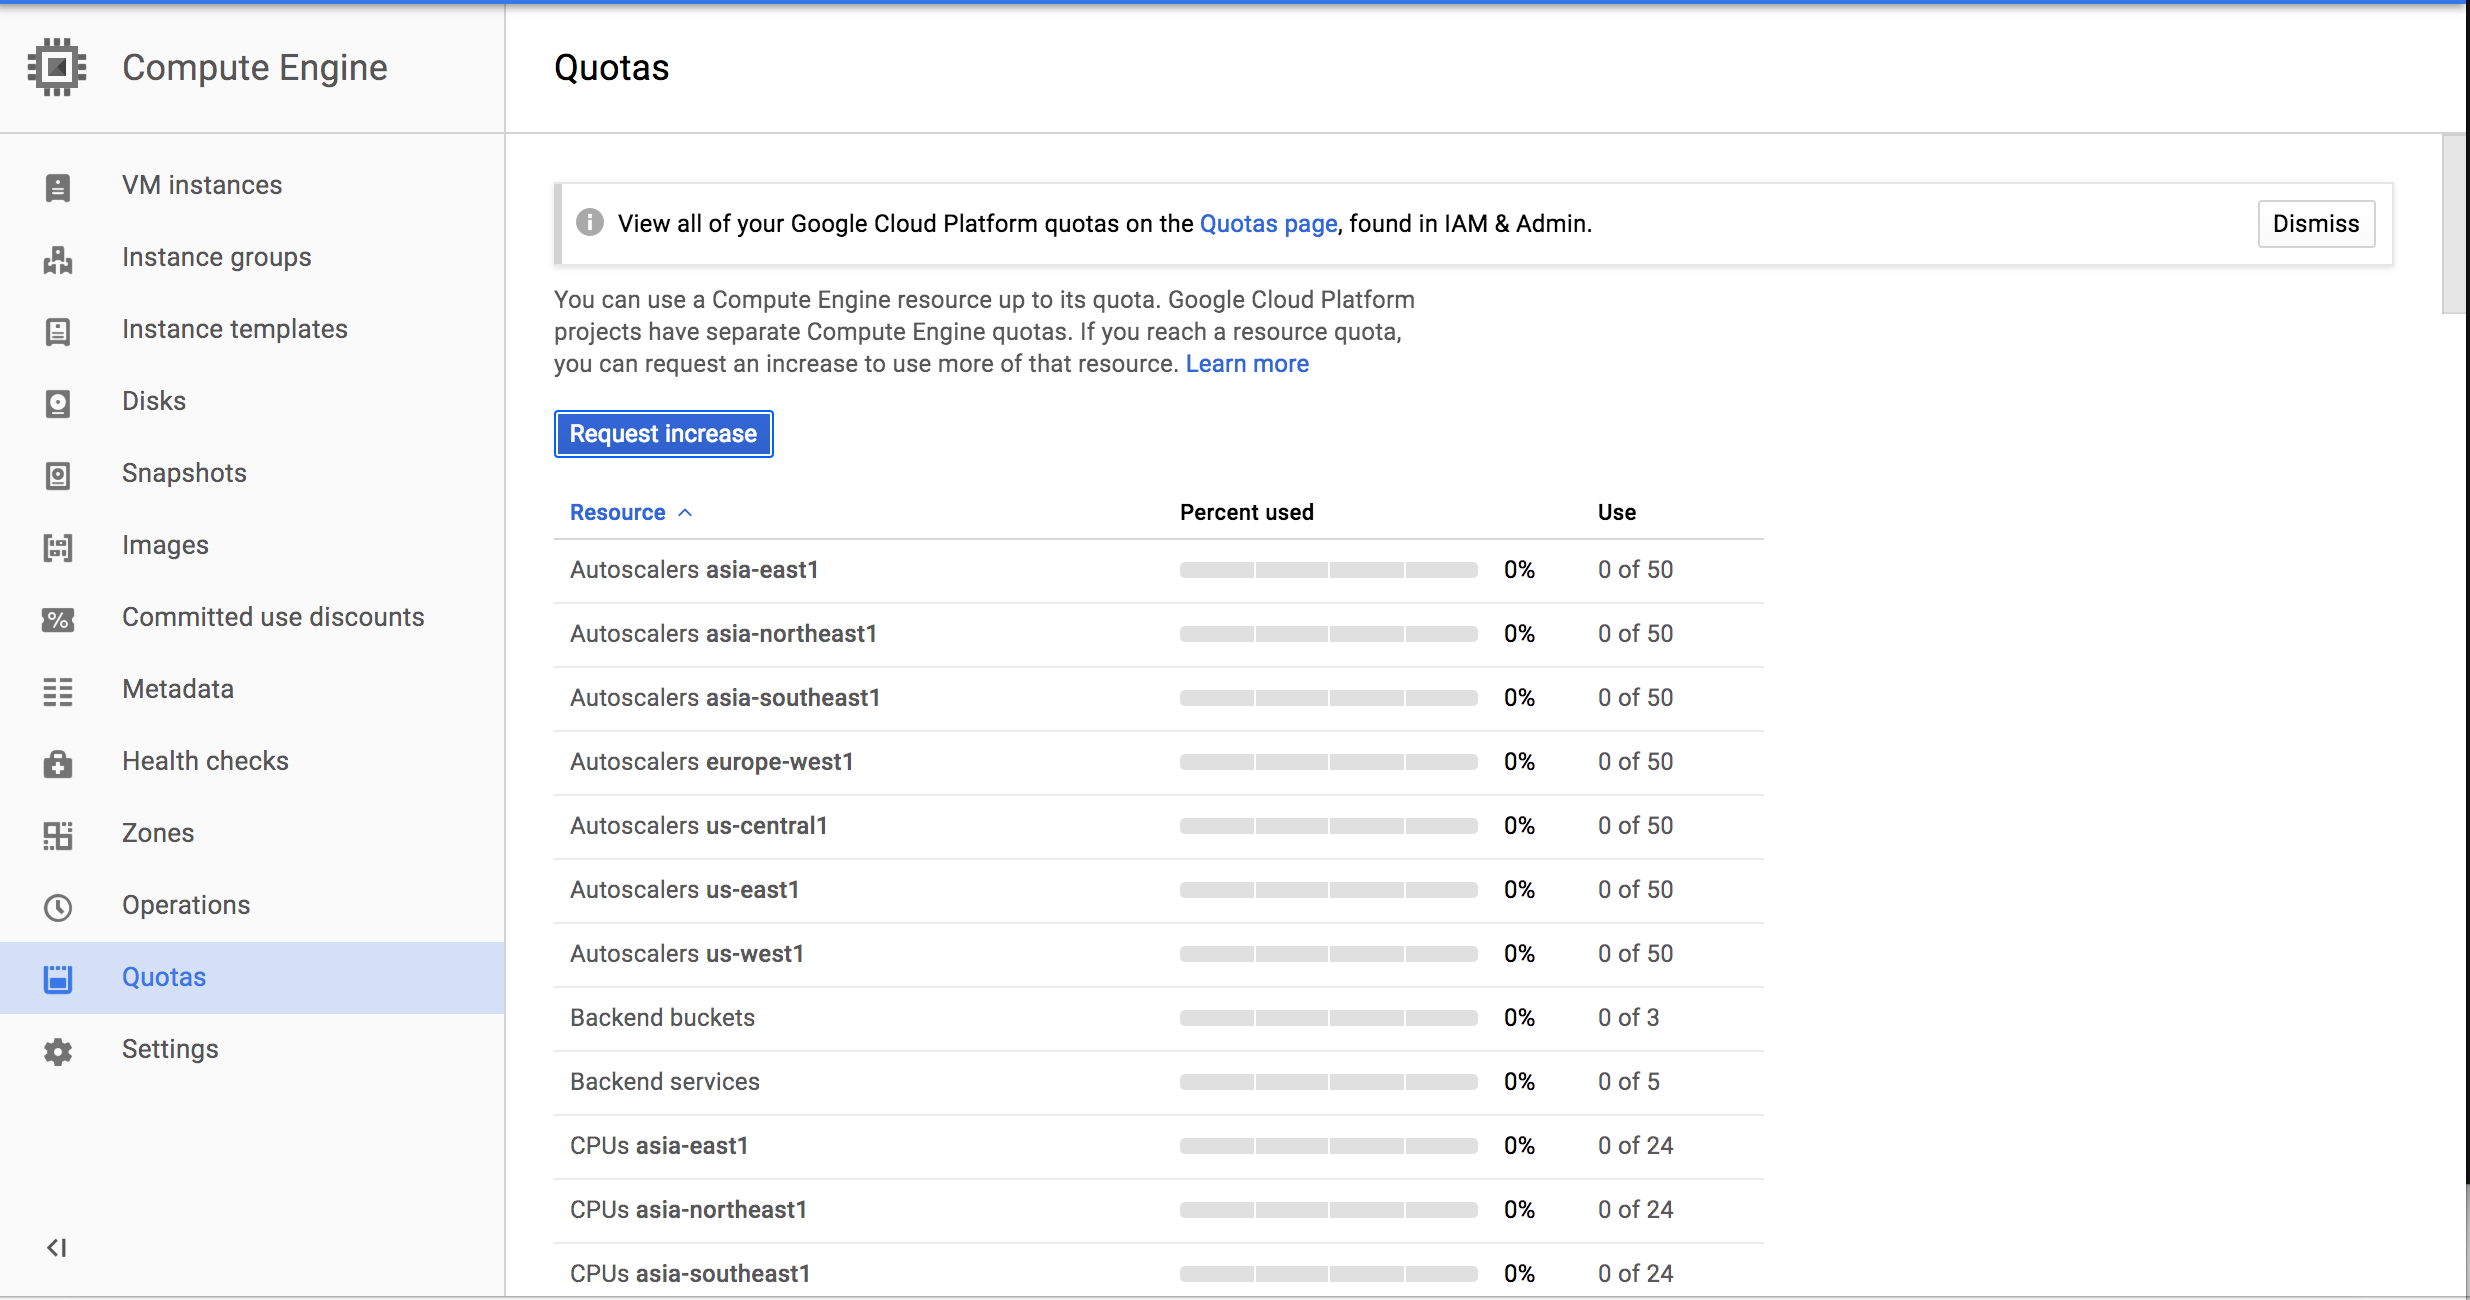 Compute Engine
Quotas
VM instances
Instance groups
Instance templates
Disks
Snapshots
Images
Committed use discounts
Metadata
Health checks
Zones
Operations
Quotas
Settings
View all of your Google Cloud Platform quotas on the Quotas page, found in IAM & Admin.
Dismiss
You can use a Compute Engine resource up to its quota. Google Cloud Platform
projects have separate Compute Engine quotas. If you reach a resource quota,
you can request an increase to use more of that resource. Learn more
Request increase
Resource Percent used Use
Autoscalers asia-east1 0% 0 of 50
Autoscalers asia-northeast1 0% 0 of 50
Autoscalers asia-southeast1 0% 0 of 50
Autoscalers europe-west1 0% 0 of 50
Autoscalers us-central1 0% 0 of 50
Autoscalers us-east1 0% 0 of 50
Autoscalers us-west1 0% 0 of 50
Backend buckets 0% 0 of 3
Backend services 0% 0 of 5
CPUs asia-east1 0% 0 of 24
CPUs asia-northeast1 0% 0 of 24
CPUs asia-southeast1 0% 0 of 24